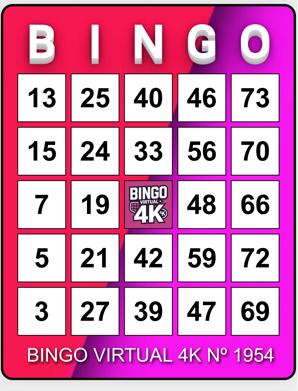 BINGO
13 25 40 46 73
15 24 33 56 70
7 19 BINGO VIRTUAL 4K 48 66
5 21 42 59 72
3 27 39 47 69
BINGO VIRTUAL 4K Nº 1954